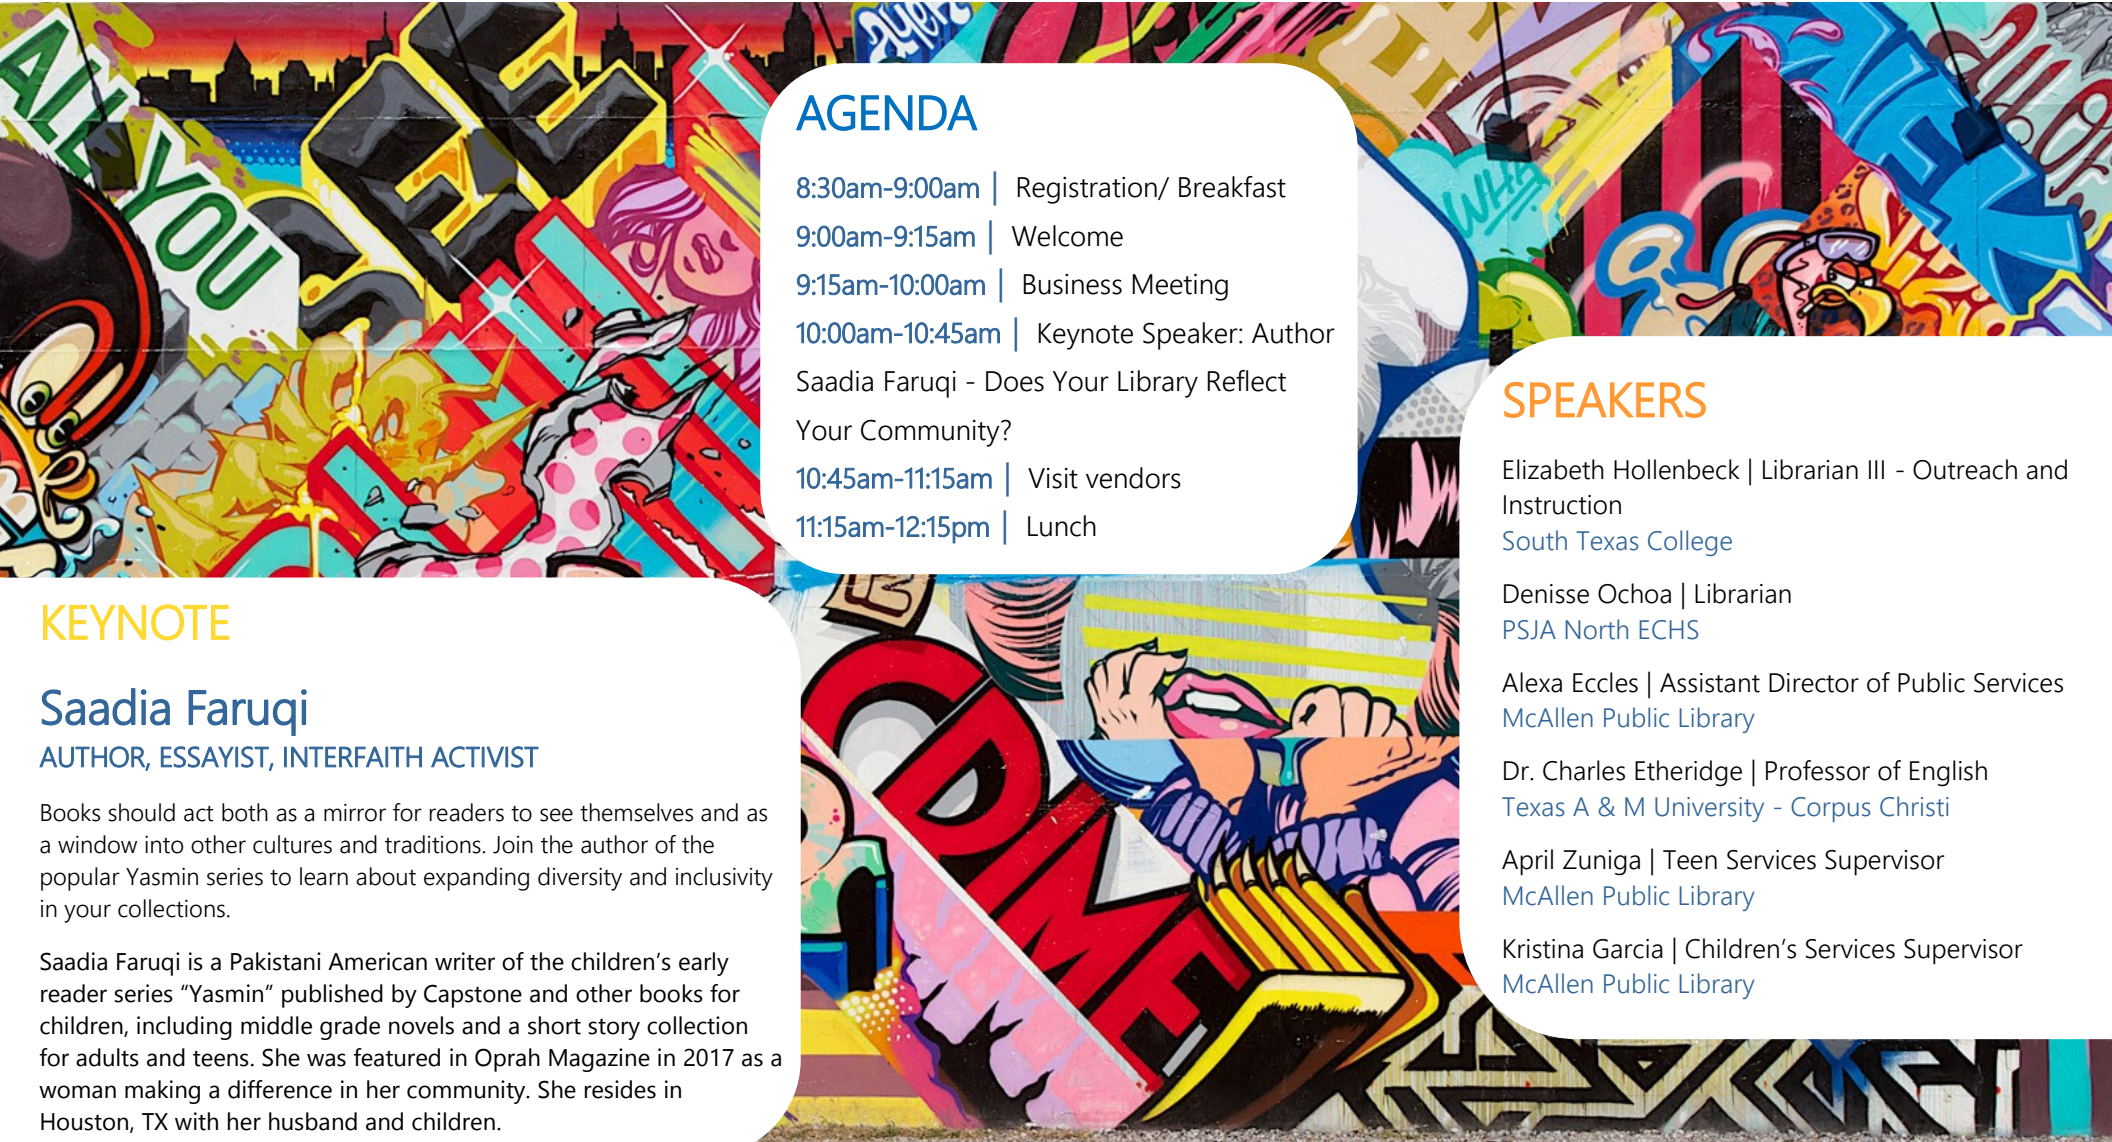 ALL YOU
SEE
AGENDA
8:30am-9:00am | Registration/ Breakfast
9:00am-9:15am | Welcome
9:15am-10:00am | Business Meeting
10:00am-10:45am | Keynote Speaker: Author
Saadia Faruqi - Does Your Library Reflect
Your Community?
10:45am-11:15am | Visit vendors
11:15am-12:15pm | Lunch
KEYNOTE
Saadia Faruqi
AUTHOR, ESSAYIST, INTERFAITH ACTIVIST
Books should act both as a mirror for readers to see themselves and as
a window into other cultures and traditions. Join the author of the
popular Yasmin series to learn about expanding diversity and inclusivity
in your collections.
Saadia Faruqi is a Pakistani American writer of the children’s early
reader series “Yasmin” published by Capstone and other books for
children, including middle grade novels and a short story collection
for adults and teens. She was featured in Oprah Magazine in 2017 as a
woman making a difference in her community. She resides in
Houston, TX with her husband and children.
DIME
SPEAKERS
Elizabeth Hollenbeck | Librarian III - Outreach and
Instruction
South Texas College
Denisse Ochoa | Librarian
PSJA North ECHS
Alexa Eccles | Assistant Director of Public Services
McAllen Public Library
Dr. Charles Etheridge | Professor of English
Texas A & M University - Corpus Christi
April Zuniga | Teen Services Supervisor
McAllen Public Library
Kristina Garcia | Children’s Services Supervisor
McAllen Public Library